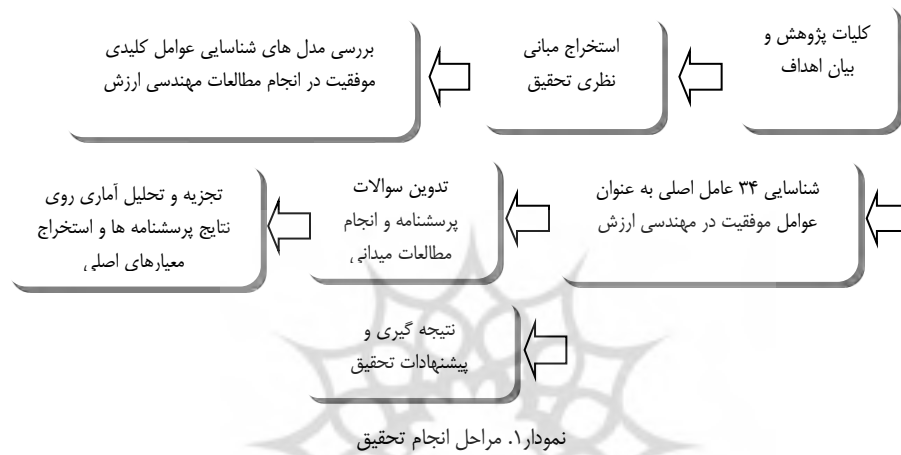 کلیات پژوهش و
بیان اهداف
استخراج مبانی
نظری تحقیق
بررسی مدل های شناسایی عوامل کلیدی
موفقیت در انجام مطالعات مهندسی ارزش
شناسایی ۳۴ عامل اصلی به عنوان
عوامل موفقیت در مهندسی ارزش
تدوین سوالات
پرسشنامه و انجام
مطالعات میدانی
تجزیه و تحلیل آماری روی
نتایج پرسشنامه ها و استخراج
معیارهای اصلی
نتیجه گیری و
پیشنهادات تحقیق
نمودار۱. مراحل انجام تحقیق